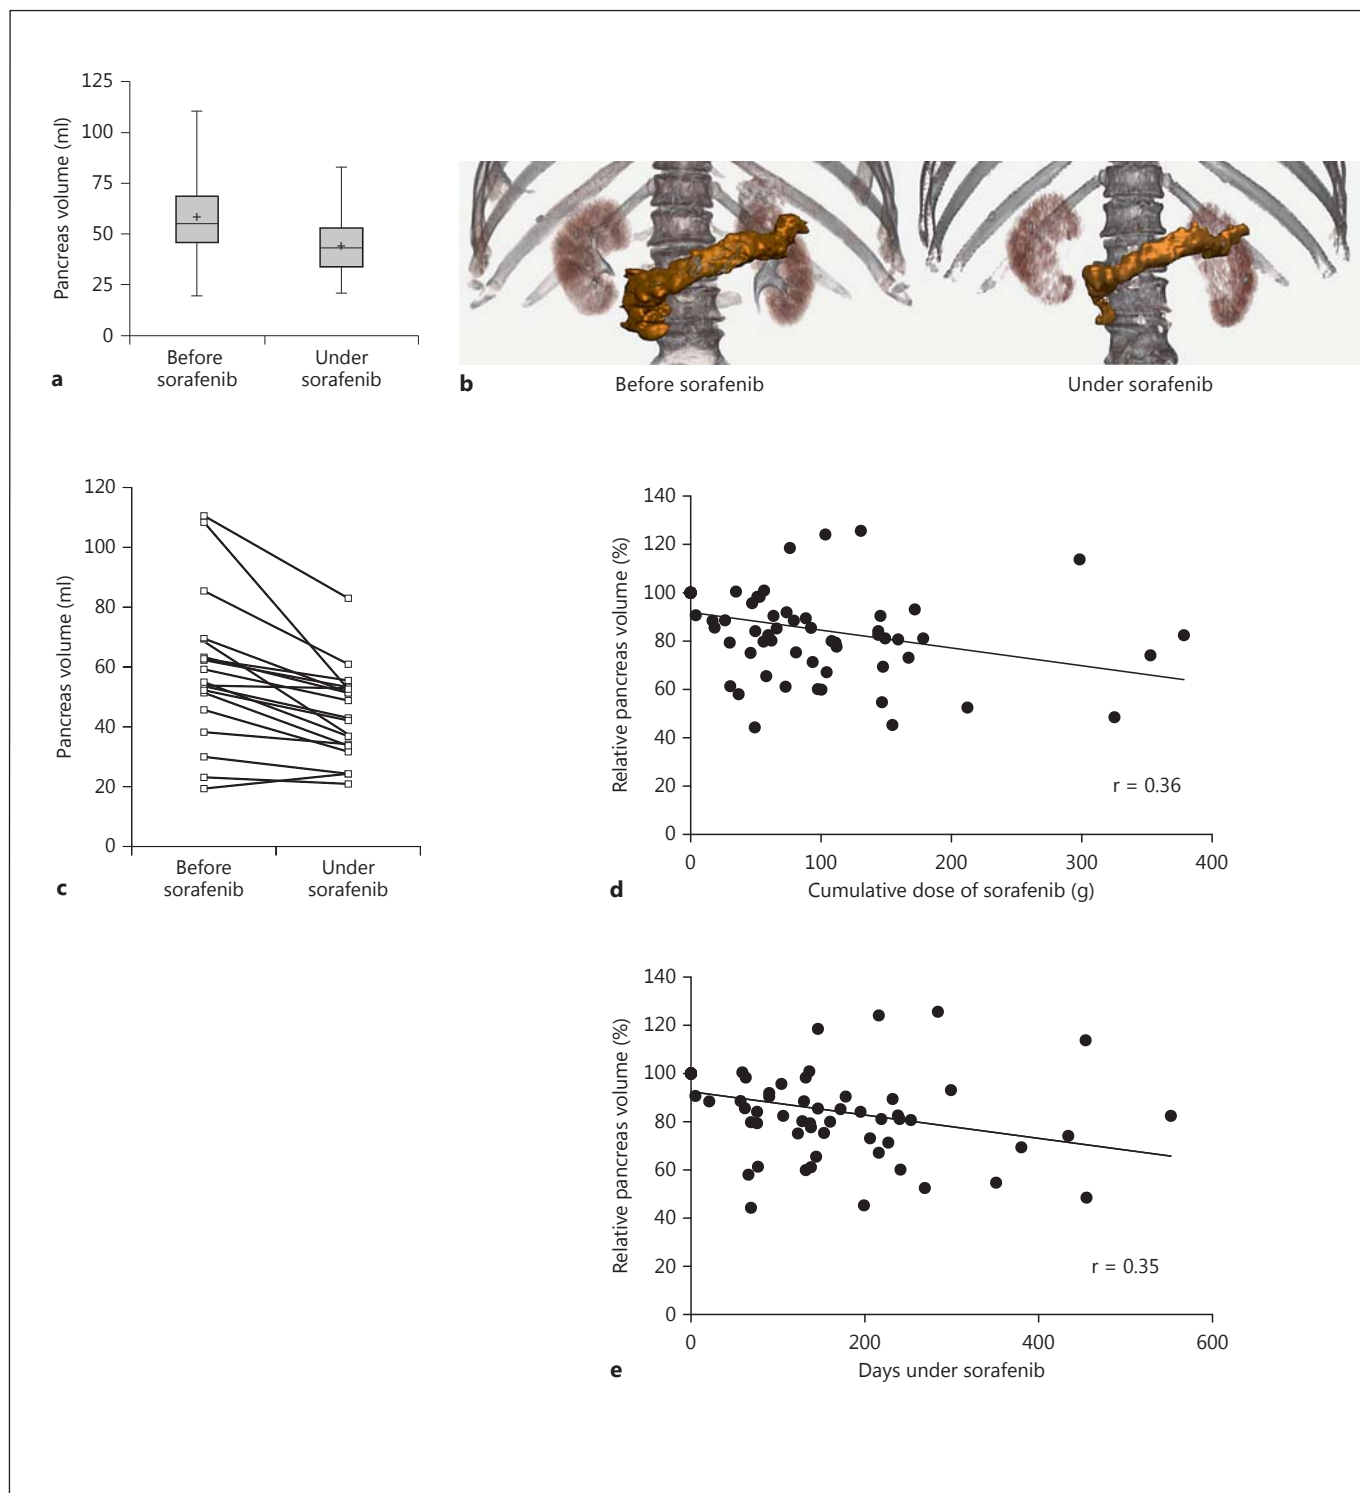 125
100
75
50
25
0
Pancreas volume (ml)
Before
sorafenib
Under
sorafenib
a
b
Before sorafenib
Under sorafenib
120
100
80
60
40
20
0
Pancreas volume (ml)
Before
sorafenib
Under
sorafenib
c
140
120
100
80
60
40
20
0
Relative pancreas volume (%)
r = 0.36
0 100 200 300 400
Cumulative dose of sorafenib (g)
d
140
120
100
80
60
40
20
0
Relative pancreas volume (%)
r = 0.35
0 200 400 600
Days under sorafenib
e